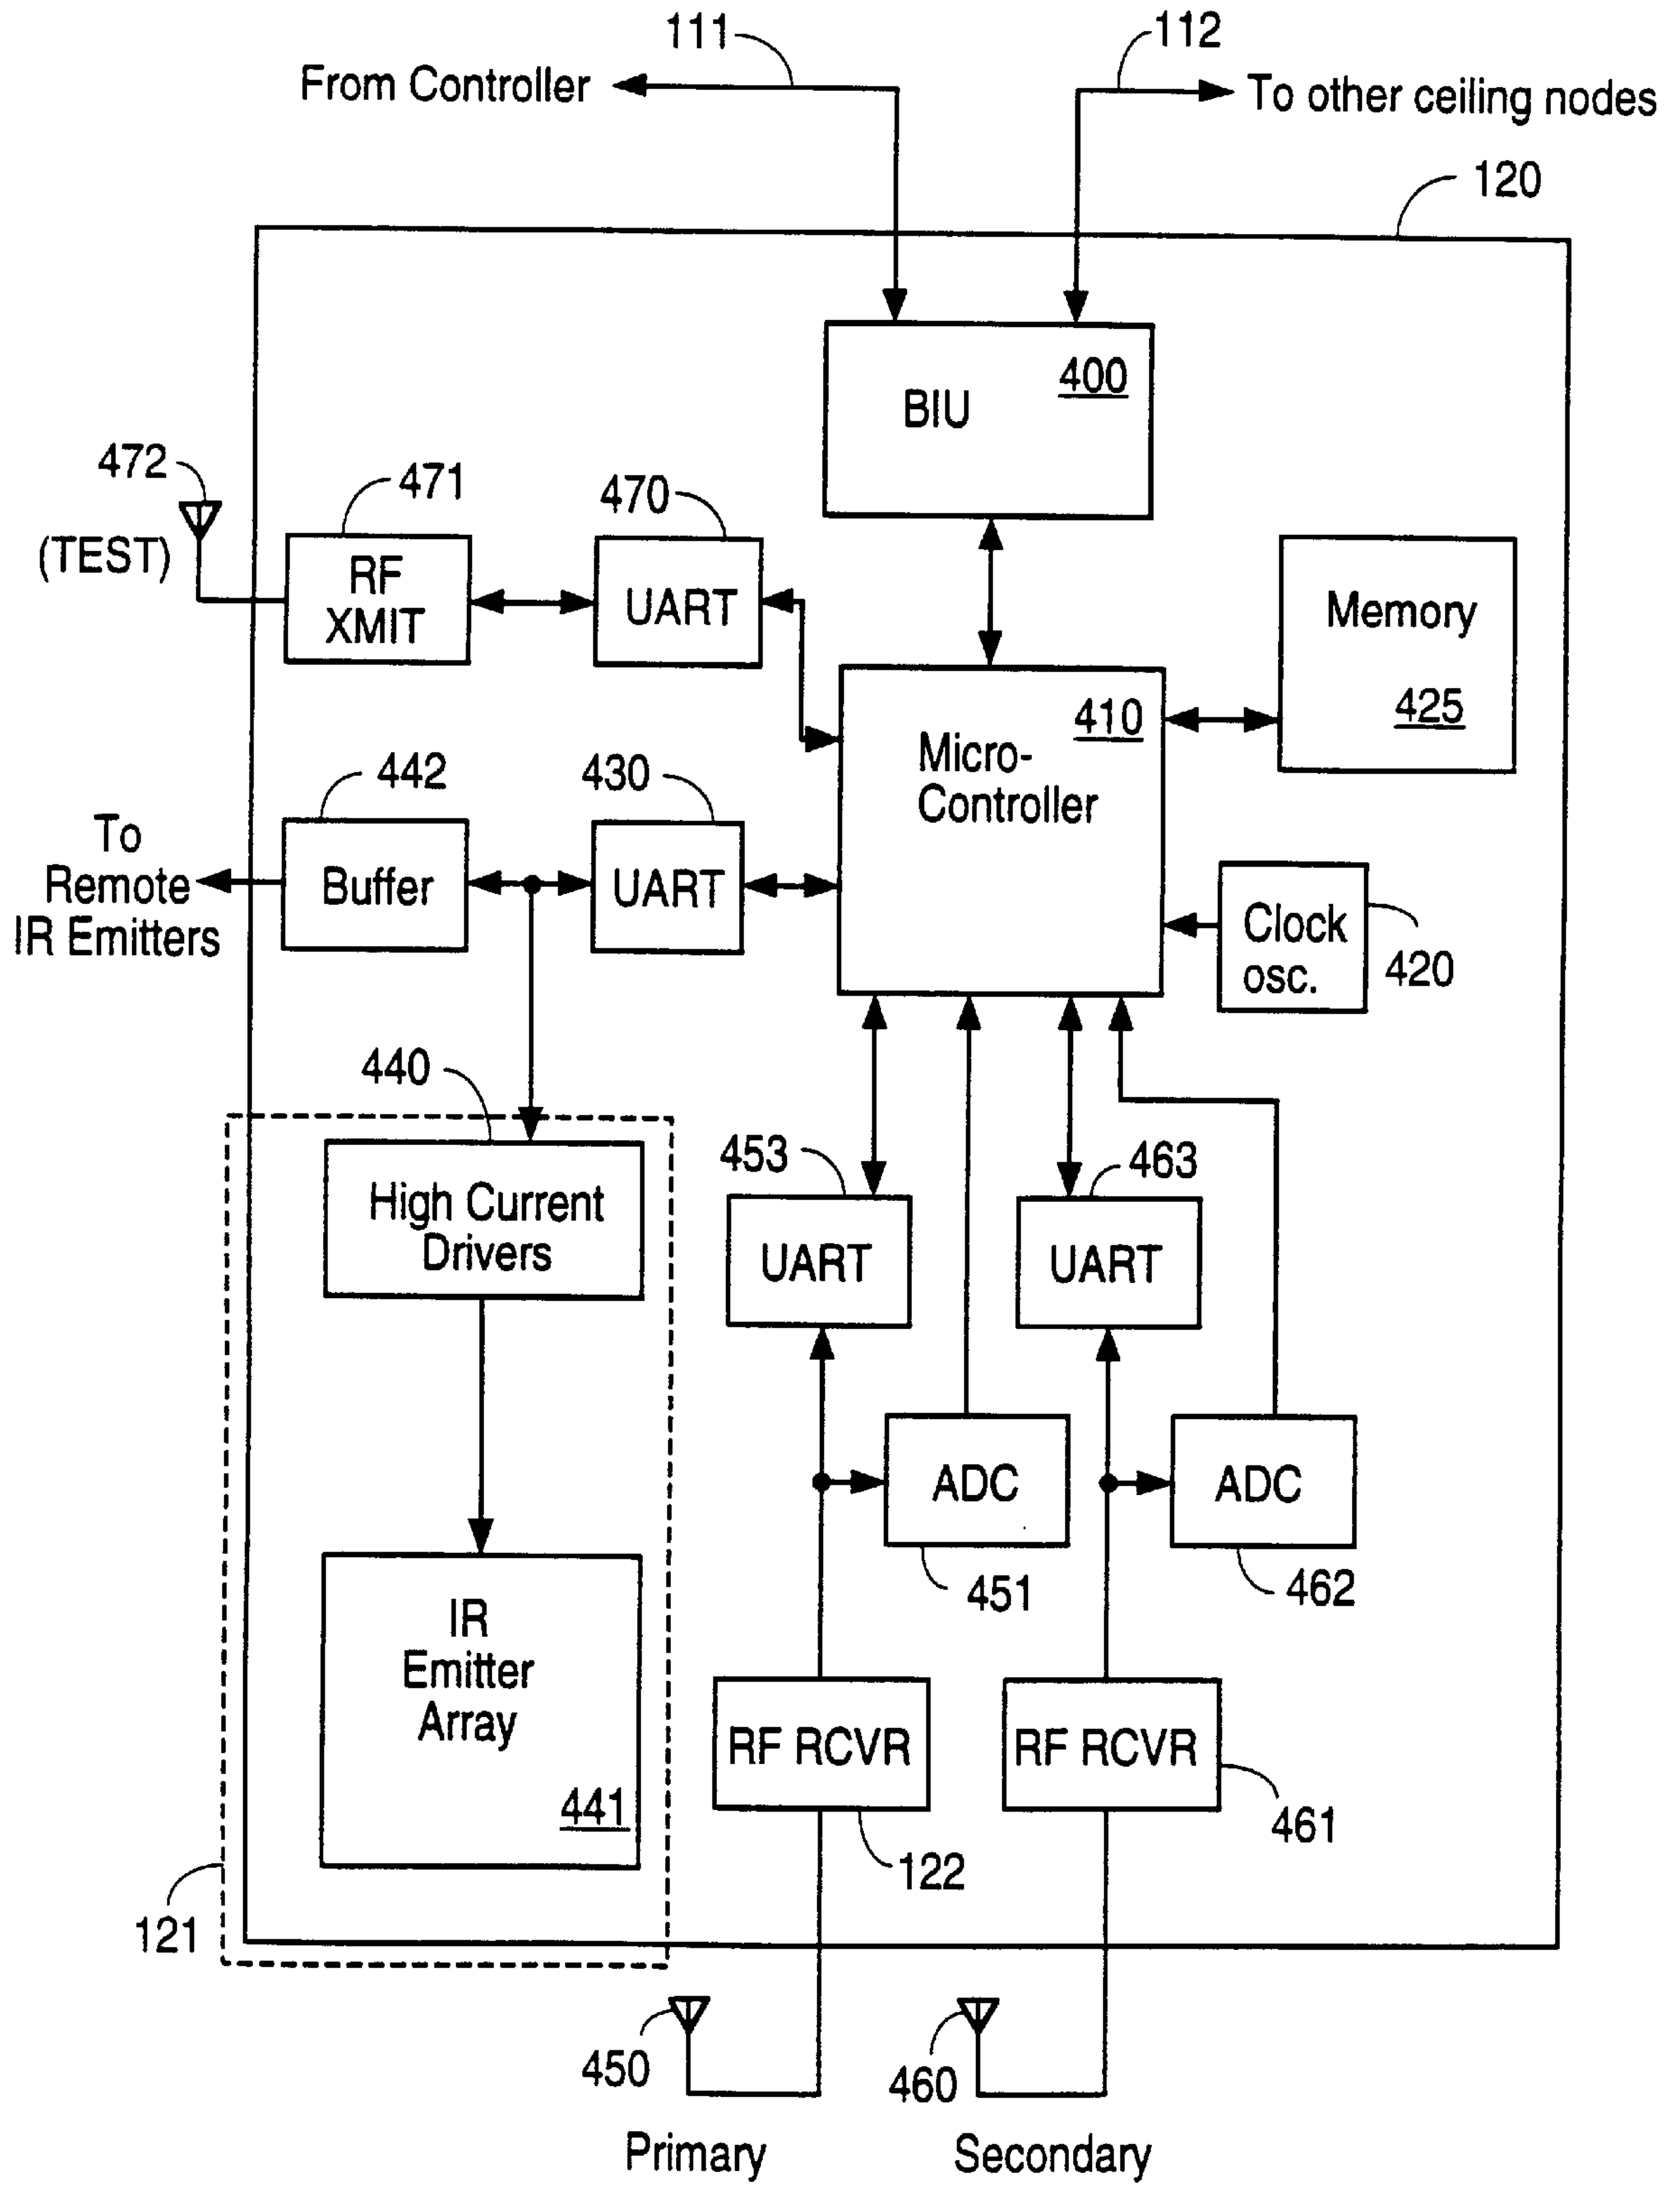 111
112
From Controller
To other ceiling nodes
120
400
BIU
472
471
470
(TEST)
RF
XMIT
UART
Memory
425
410
Micro-
Controller
442
430
To
Remote
IR Emitters
Buffer
UART
Clock
osc.
420
440
High Current
Drivers
453
463
UART
UART
ADC
ADC
451
462
IR
Emitter
Array
441
RF RCVR
RF RCVR
461
122
121
450
460
Primary
Secondary